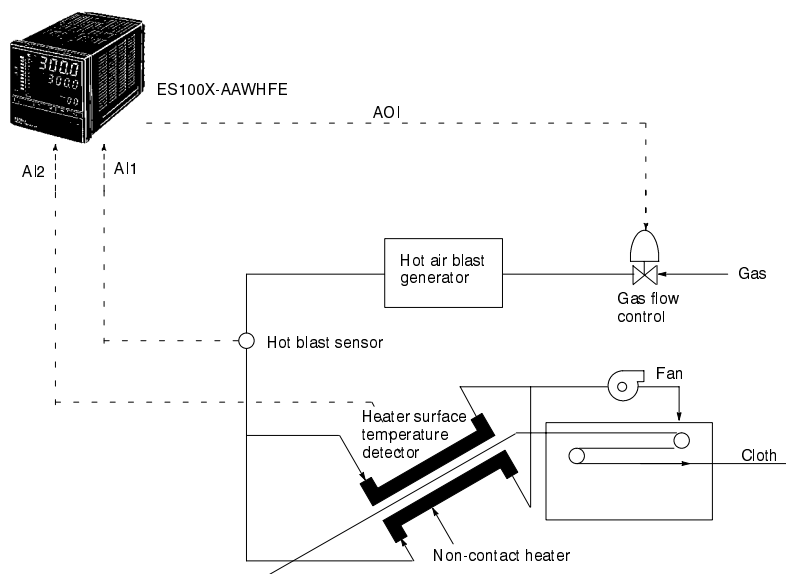 300.0
300.0
ES100X-AAWHFE
AOI
AI2
AI1
Hot air blast
generator
Gas
Gas flow
control
Hot blast sensor
Fan
Heater surface
temperature
detector
Cloth
Non-contact heater